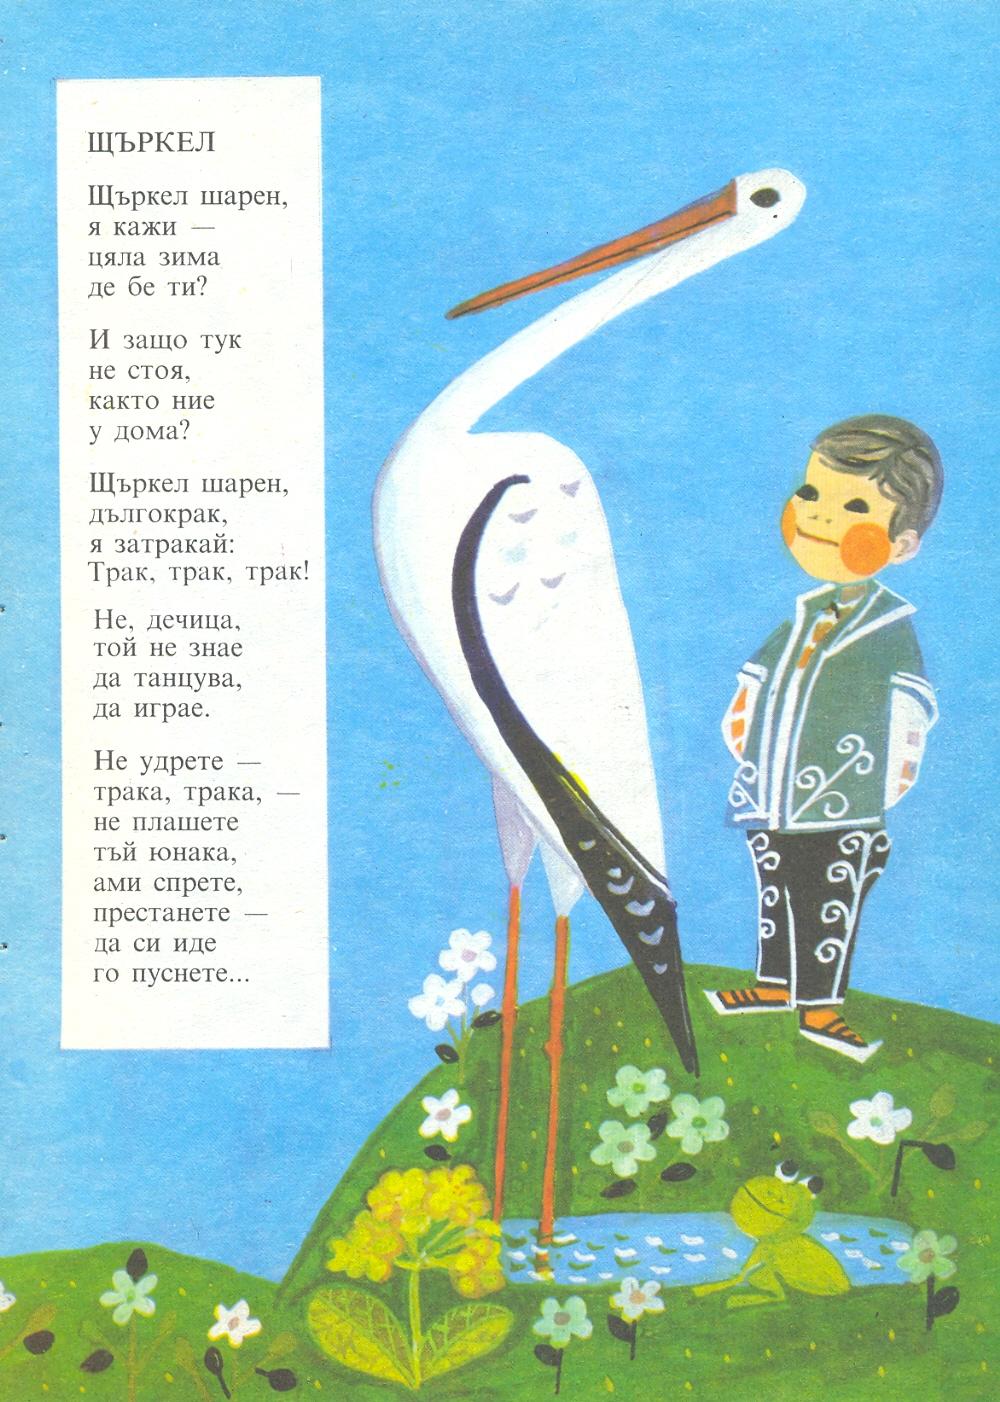 ЩЪРКЕЛ
Щъркел шарен,
я кажи —
цяла зима
де бе ти?
И защо тук
не стоя,
както ние
у дома?
Щъркел шарен,
дългокрак,
я затракай:
Трак, трак, трак!
Не, дечица,
той не знае
да танцува,
да играе.
Не удрете —
трака, трака, —
не плашете
тъй юнака,
ами спрете,
престанете —
да си иде
го пуснете...